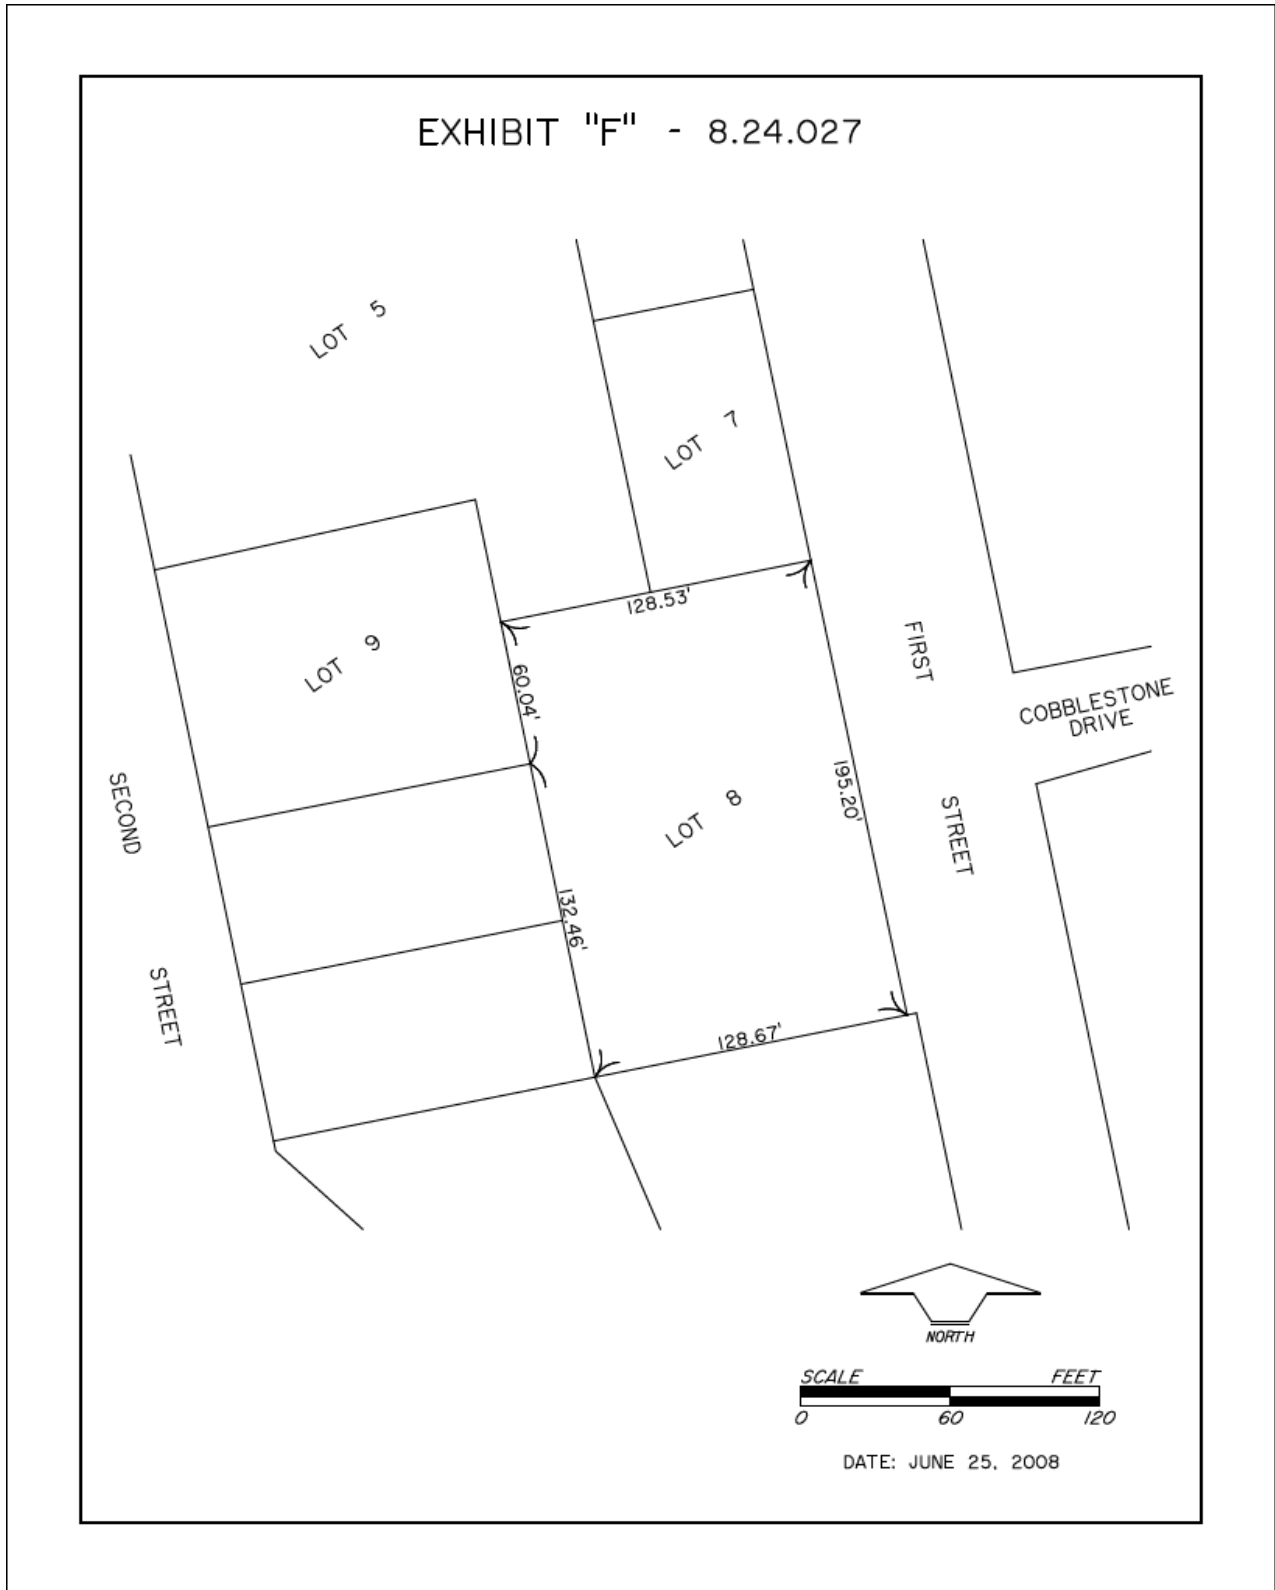 EXHIBIT "F" - 8.24.027
LOT 5
LOT 7
128.53'
FIRST
LOT 9
60.04'
COBBLESTONE
DRIVE
SECOND
195.20'
LOT 8
STREET
132.46'
STREET
128.67'
NORTH
SCALE FEET
0 60 120
DATE: JUNE 25, 2008